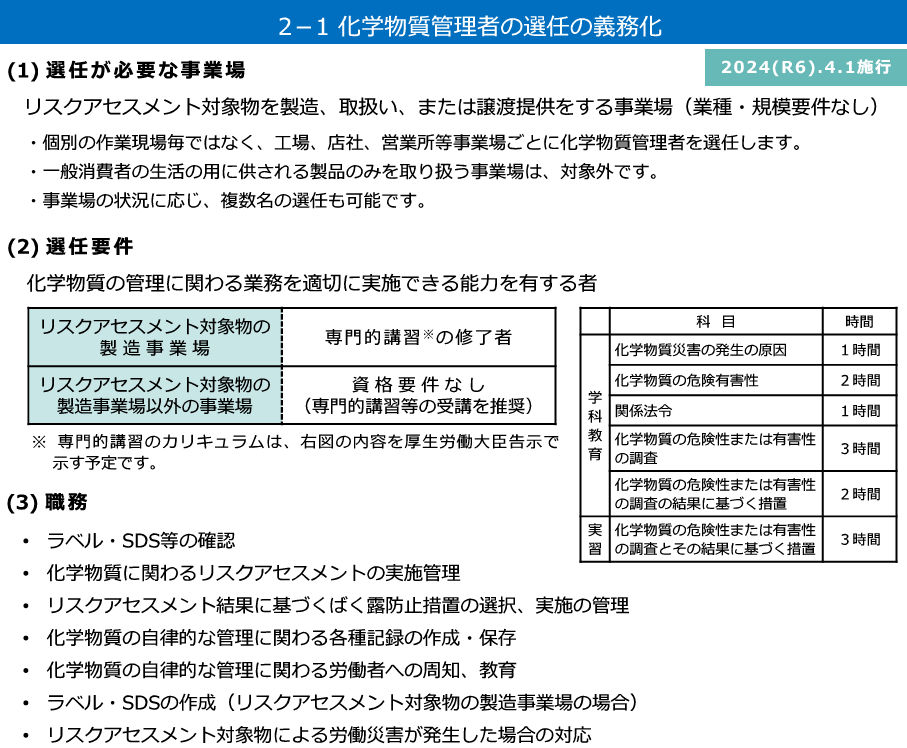 2－1 化学物質管理者の選任の義務化
(1) 選任が必要な事業場
2024(R6).4.1施行
リスクアセスメント対象物を製造、取扱い、または譲渡提供をする事業場（業種・規模要件なし）
・個別の作業現場毎ではなく、工場、店社、営業所等事業場ごとに化学物質管理者を選任します。
・一般消費者の生活の用に供される製品のみを取り扱う事業場は、対象外です。
・事業場の状況に応じ、複数名の選任も可能です。
(2) 選任要件
化学物質の管理に関わる業務を適切に実施できる能力を有する者
リスクアセスメント対象物の
製造事業場
専門的講習※の修了者
リスクアセスメント対象物の
製造事業場以外の事業場
資格要件なし
（専門的講習等の受講を推奨）
※ 専門的講習のカリキュラムは、右図の内容を厚生労働大臣告示で
示す予定です。
科 目
時間
学科教育
化学物質災害の発生の原因
1時間
化学物質の危険有害性
2時間
関係法令
1時間
化学物質の危険性または有害性
の調査
3時間
化学物質の危険性または有害性
の調査の結果に基づく措置
2時間
実習
化学物質の危険性または有害性
の調査とその結果に基づく措置
3時間
(3) 職務
• ラベル・SDS等の確認
• 化学物質に関わるリスクアセスメントの実施管理
• リスクアセスメント結果に基づくばく露防止措置の選択、実施の管理
• 化学物質の自律的な管理に関わる各種記録の作成・保存
• 化学物質の自律的な管理に関わる労働者への周知、教育
• ラベル・SDSの作成（リスクアセスメント対象物の製造事業場の場合）
• リスクアセスメント対象物による労働災害が発生した場合の対応